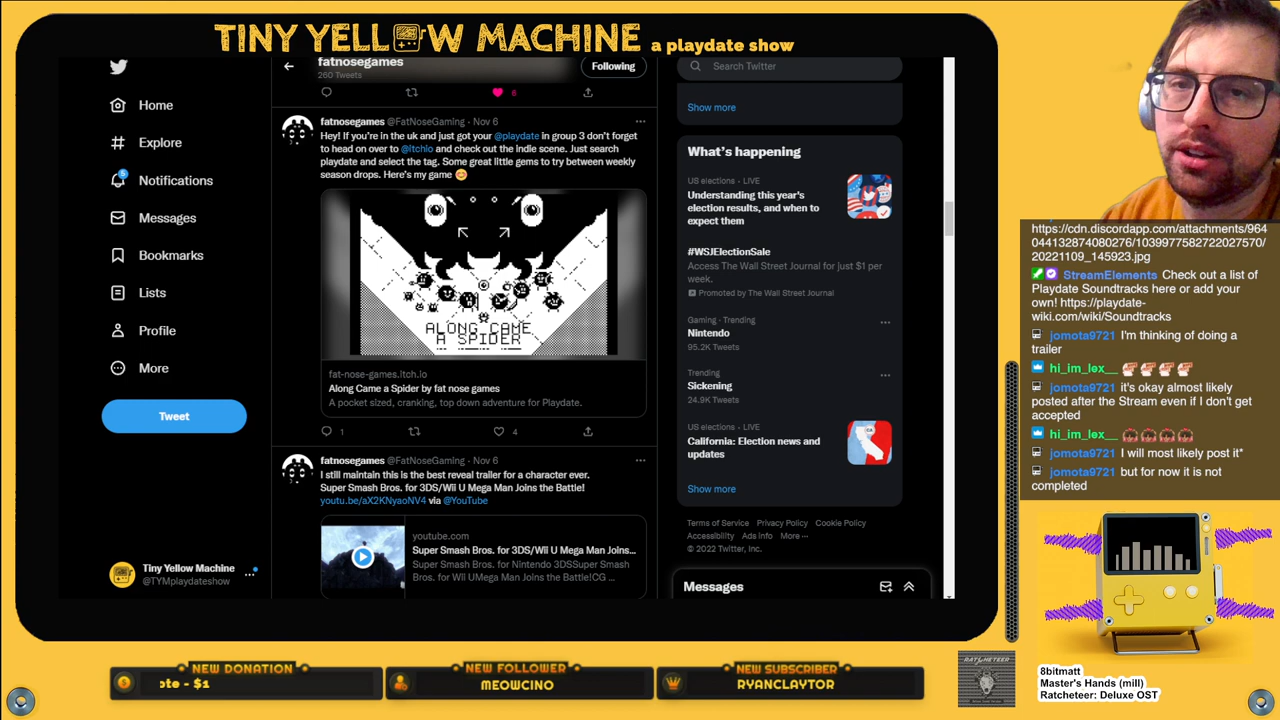 TINY YELLOW MACHINE a playdate show
fatnosegames
260 Tweets
Following
Search Twitter
6
Show more
Home
Explore
5
Notifications
Messages
Bookmarks
Lists
Profile
More
Tweet
Tiny Yellow Machine
@TYMplaydateshow
fatnosegames @FatNoseGaming · Nov 6
Hey! If you're in the uk and just got your @playdate in group 3 don't forget
to head on over to @itchio and check out the indie scene. Just search
playdate and select the tag. Some great little gems to try between weekly
season drops. Here's my game
ALONG CAME
A SPIDER
fat-nose-games.itch.io
Along Came a Spider by fat nose games
A pocket sized, cranking, top down adventure for Playdate.
1
4
fatnosegames @FatNoseGaming · Nov 6
I still maintain this is the best reveal trailer for a character ever.
Super Smash Bros. for 3DS/Wii U Mega Man Joins the Battle!
youtu.be/aX2KNyaoNV4 via @YouTube
youtube.com
Super Smash Bros. for 3DS/Wii U Mega Man Joins...
Super Smash Bros. for Nintendo 3DSSuper Smash
Bros. for Wii UMega Man Joins the Battle!CG ...
What's happening
US elections · LIVE
Understanding this year's
election results, and when to
expect them
#WSJElectionSale
Access The Wall Street Journal for just $1 per
week.
Promoted by The Wall Street Journal
Gaming · Trending
Nintendo
95.2K Tweets
Trending
Sickening
24.9K Tweets
US elections · LIVE
California: Election news and
updates
Show more
Terms of Service Privacy Policy Cookie Policy
Accessibility Ads info More ...
© 2022 Twitter, Inc.
Messages
https://cdn.discordapp.com/attachments/964
044132874080276/1039977582722027570/
20221109_145923.jpg
StreamElements Check out a list of
Playdate Soundtracks here or add your
own! https://playdate-
wiki.com/wiki/Soundtracks
jomota9721 I'm thinking of doing a
trailer
hi_im_lex__
jomota9721 it's okay almost likely
posted after the Stream even if I don't get
accepted
hi_im_lex__
jomota9721 I will most likely post it*
jomota9721 but for now it is not
completed
NEW DONATION
ote - $1
NEW FOLLOWER
MEOWCINO
NEW SUBSCRIBER
RYANCLAYTOR
RATCHETEER
8bitmatt
Master's Hands (mill)
Ratcheteer: Deluxe OST